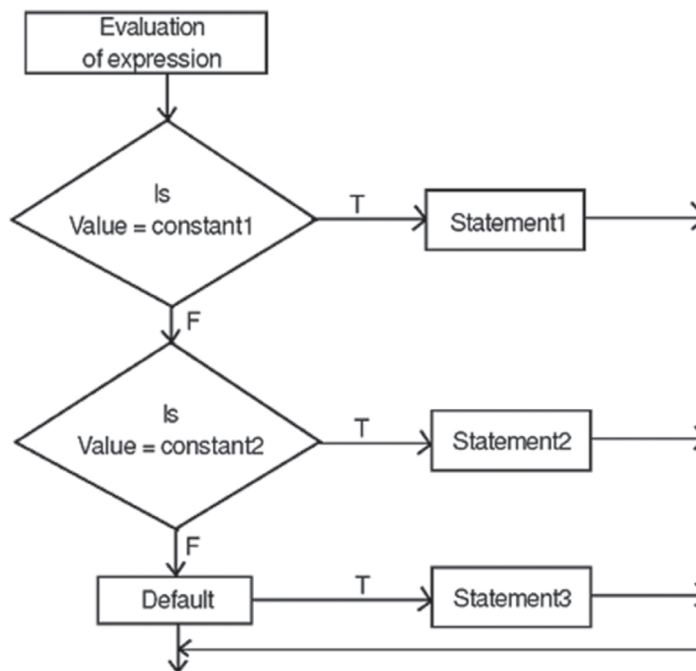 Evaluation
of expression
Is
Value = constant1
T
Statement1
F
Is
Value = constant2
T
Statement2
F
Default
T
Statement3